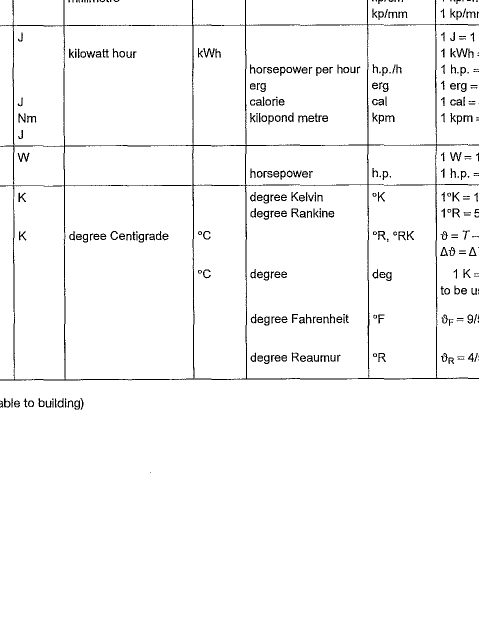 kp/mm 1 kp/mm
J 1 J = 1
kilowatt hour kWh 1 kWh
horsepower per hour h.p./h 1 h.p. =
erg erg 1 erg =
J calorie cal 1 cal =
Nm kilopond metre kpm 1 kpm
J
W 1 W = 1
horsepower h.p. 1 h.p. =
K degree Kelvin °K 1°K = 1
degree Rankine 1°R = 5
K degree Centigrade °C °R, °RK ϑ = T –
Δϑ = Δ
°C degree deg 1 K =
to be
degree Fahrenheit °F ϑF = 9/
degree Reaumur °R ϑR = 4/
able to building)